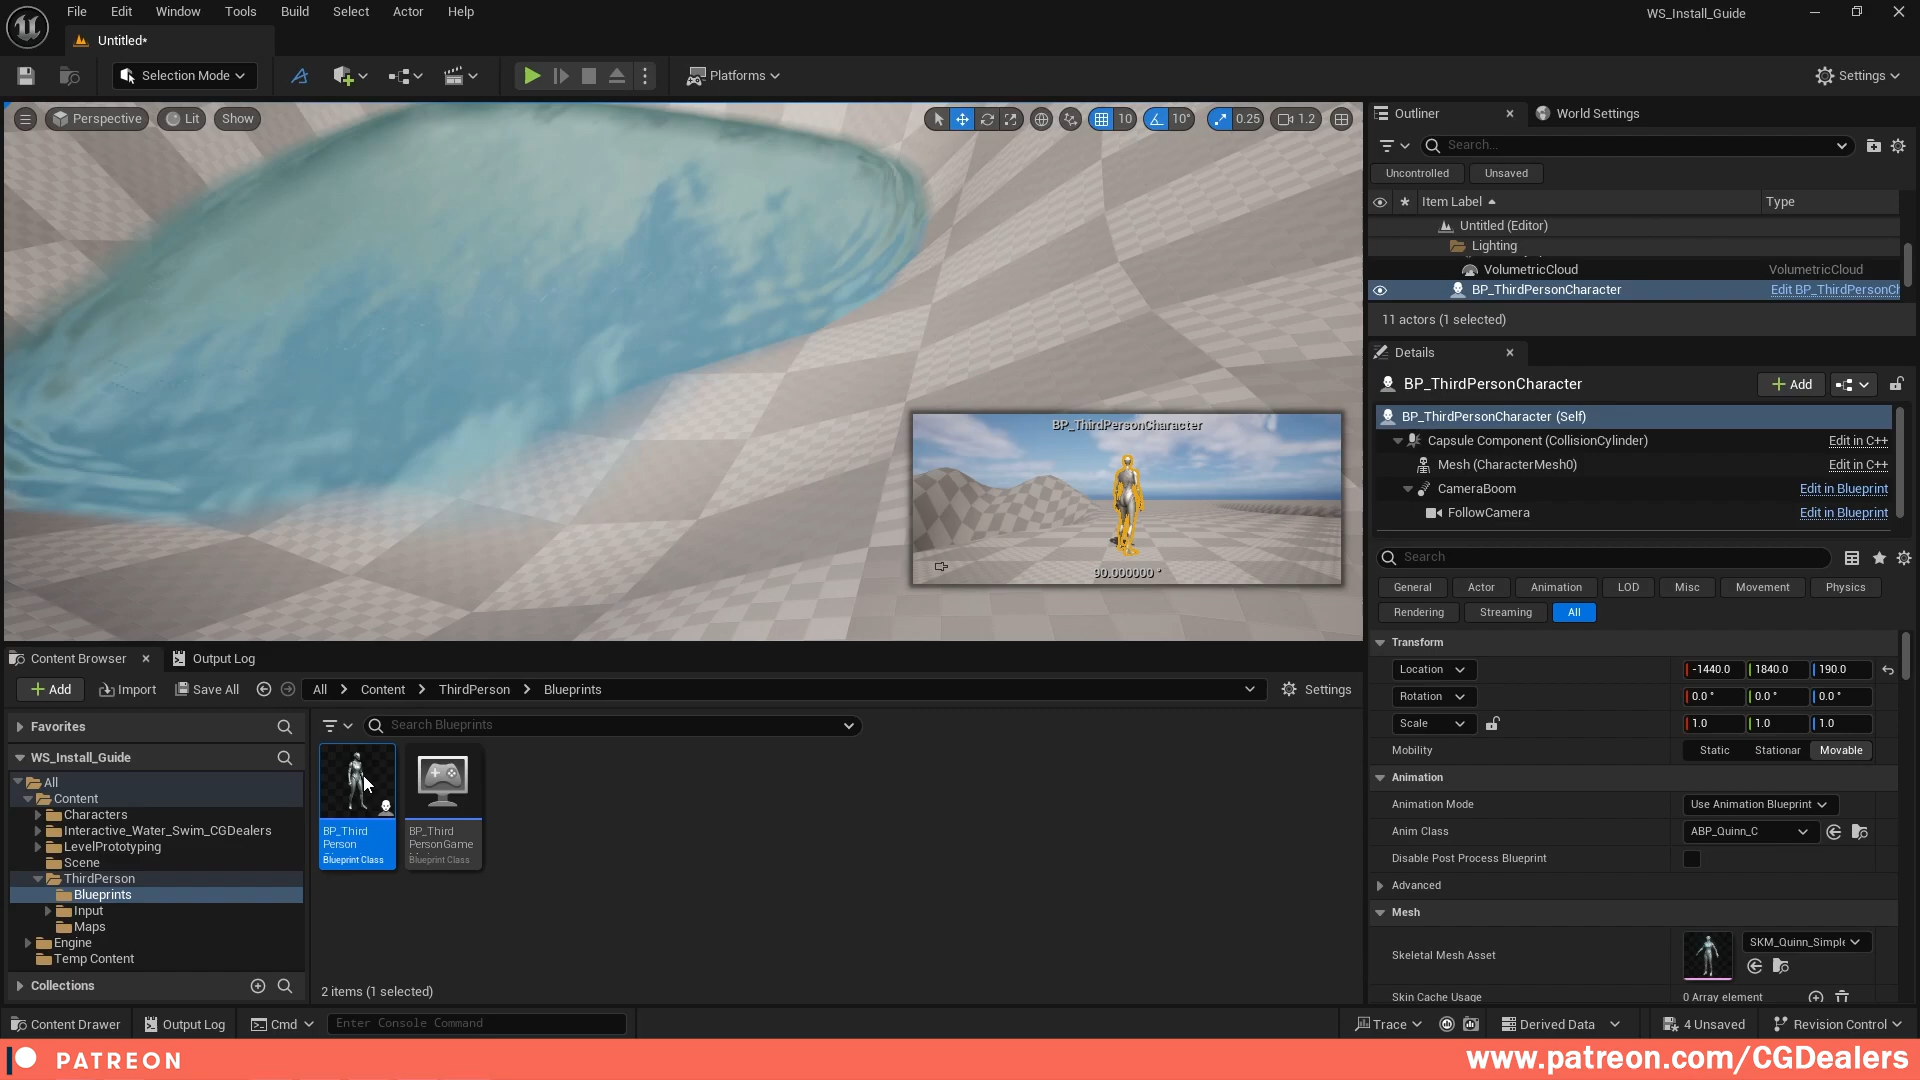 File Edit Window Tools Build Select Actor Help
WS_Install_Guide
Untitled*
Selection Mode
Platforms
Settings
Perspective Lit Show
10 10° 0.25 1.2
BP_ThirdPersonCharacter
90.000000 °
Outliner World Settings
Search...
Uncontrolled Unsaved
Item Label Type
Untitled (Editor)
Lighting
VolumetricCloud VolumetricCloud
BP_ThirdPersonCharacter Edit BP_ThirdPersonCh
11 actors (1 selected)
Details
BP_ThirdPersonCharacter Add
BP_ThirdPersonCharacter (Self)
Capsule Component (CollisionCylinder) Edit in C++
Mesh (CharacterMesh0) Edit in C++
CameraBoom Edit in Blueprint
FollowCamera Edit in Blueprint
Search
General Actor Animation LOD Misc Movement Physics
Rendering Streaming All
Transform
Location -1440.0 1840.0 190.0
Rotation 0.0 ° 0.0 ° 0.0 °
Scale 1.0 1.0 1.0
Mobility Static Stationar Movable
Animation
Animation Mode Use Animation Blueprint
Anim Class ABP_Quinn_C
Disable Post Process Blueprint
Advanced
Mesh
Skeletal Mesh Asset SKM_Quinn_Simple
Skin Cache Usage 0 Array element
Content Browser Output Log
Add Import Save All All Content ThirdPerson Blueprints Settings
Favorites
Search Blueprints
WS_Install_Guide
All
Content
Characters
Interactive_Water_Swim_CGDealers
LevelPrototyping
Scene
ThirdPerson
Blueprints
Input
Maps
Engine
Temp Content
Collections
BP_Third
Person
Blueprint Class
BP_Third
PersonGame
Blueprint Class
2 items (1 selected)
Content Drawer Output Log Cmd Enter Console Command Trace Derived Data 4 Unsaved Revision Control
PATREON www.patreon.com/CGDealers